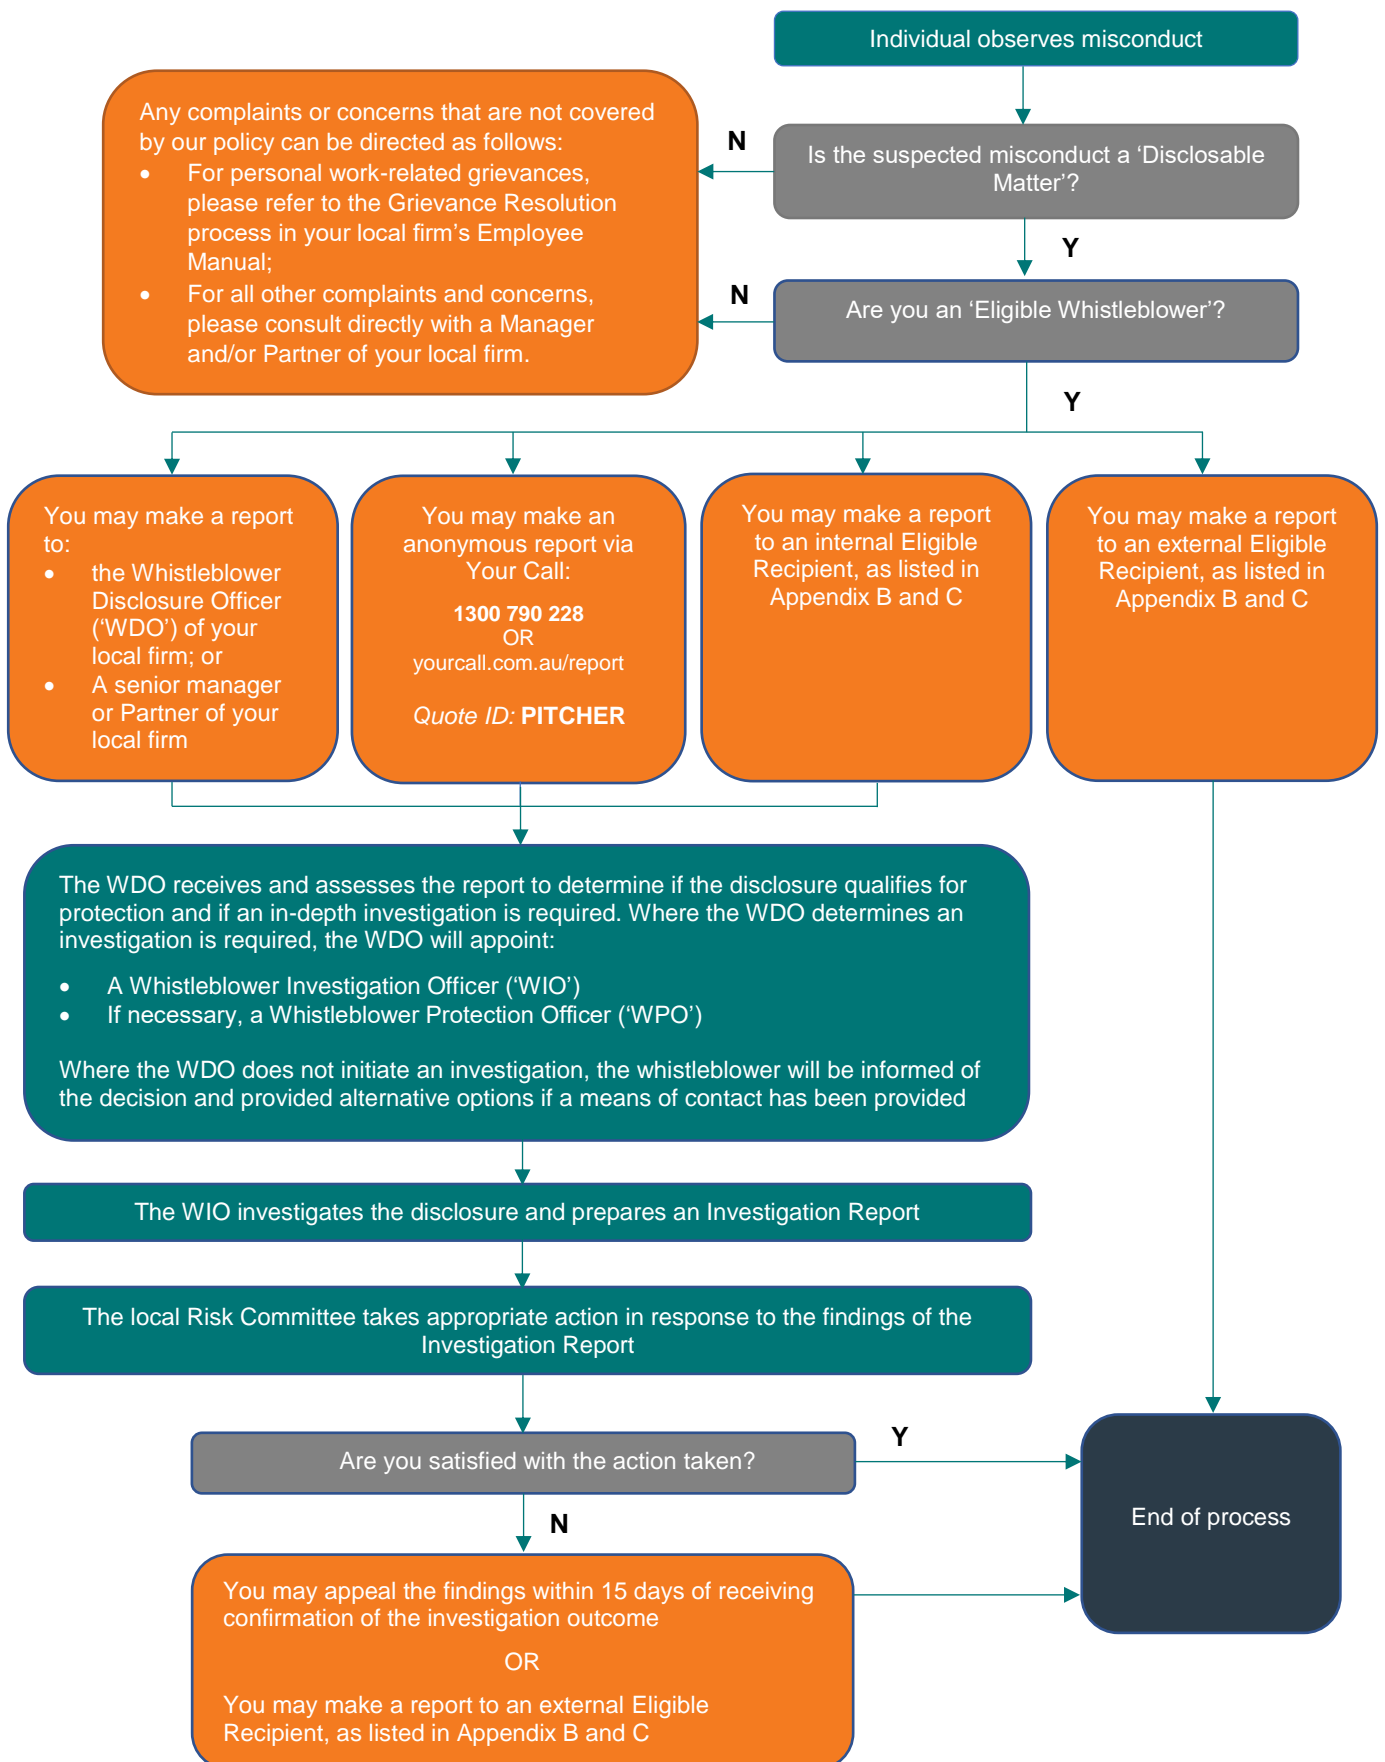 Individual observes misconduct
Any complaints or concerns that are not covered
by our policy can be directed as follows:
• For personal work-related grievances,
please refer to the Grievance Resolution
process in your local firm's Employee
Manual;
• For all other complaints and concerns,
please consult directly with a Manager
and/or Partner of your local firm.
N
Is the suspected misconduct a ‘Disclosable
Matter’?
Y
N
Are you an ‘Eligible Whistleblower’?
Y
You may make a report
to:
• the Whistleblower
Disclosure Officer
(‘WDO’) of your
local firm; or
• A senior manager
or Partner of your
local firm
You may make an
anonymous report via
Your Call:
1300 790 228
OR
yourcall.com.au/report
Quote ID: PITCHER
You may make a report
to an internal Eligible
Recipient, as listed in
Appendix B and C
You may make a report
to an external Eligible
Recipient, as listed in
Appendix B and C
The WDO receives and assesses the report to determine if the disclosure qualifies for
protection and if an in-depth investigation is required. Where the WDO determines an
investigation is required, the WDO will appoint:
• A Whistleblower Investigation Officer (‘WIO’)
• If necessary, a Whistleblower Protection Officer (‘WPO’)
Where the WDO does not initiate an investigation, the whistleblower will be informed of
the decision and provided alternative options if a means of contact has been provided
The WIO investigates the disclosure and prepares an Investigation Report
The local Risk Committee takes appropriate action in response to the findings of the
Investigation Report
Are you satisfied with the action taken?
Y
N
End of process
You may appeal the findings within 15 days of receiving
confirmation of the investigation outcome
OR
You may make a report to an external Eligible
Recipient, as listed in Appendix B and C